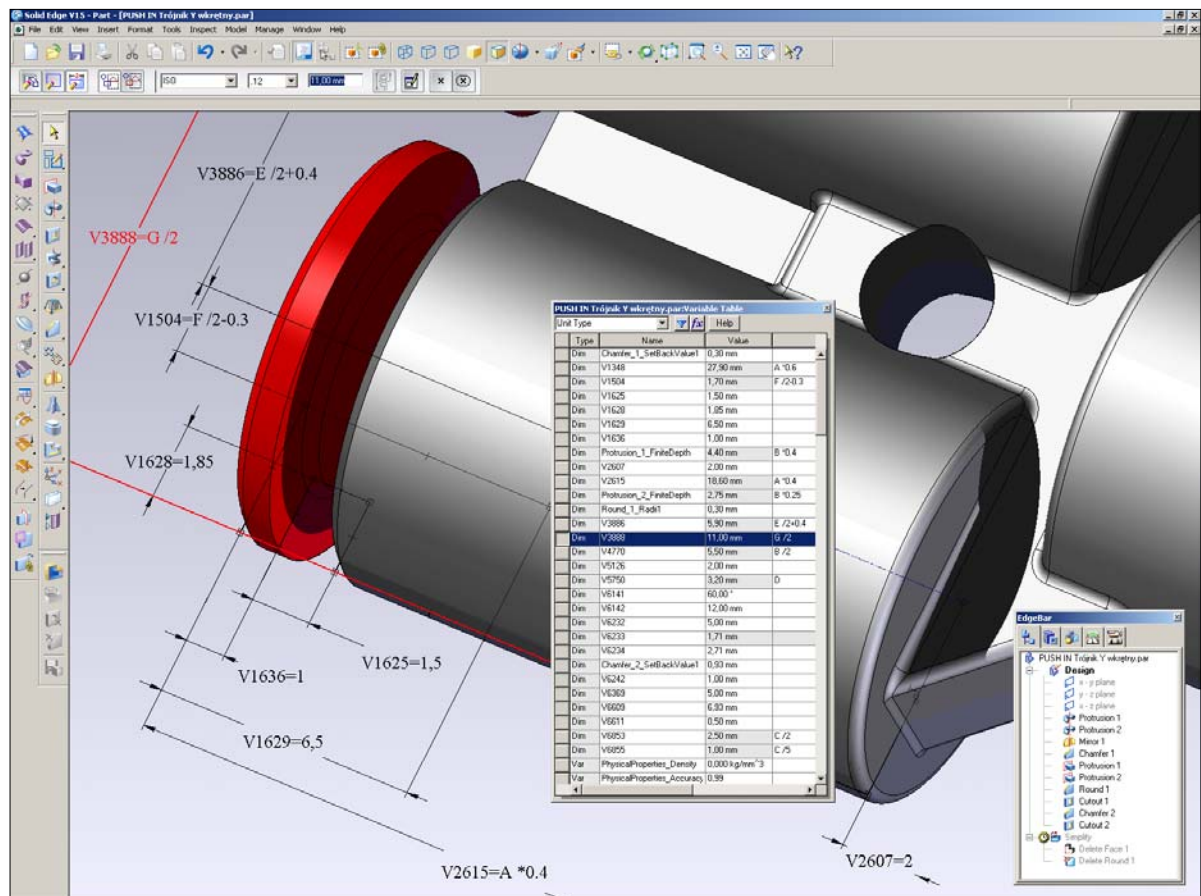 Solid Edge V15 - Part - [PUSH IN Trójnik Y wkrętny.par]
File Edit View Insert Format Tools Inspect Model Manage Window Help
ISO .12 11,00 mm
V3886=E /2+0.4
V3888=G /2
V1504=F /2-0.3
V1628=1,85
V1625=1,5
V1636=1
V1629=6,5
V2615=A *0.4
V2607=2
PUSH IN Trójnik Y wkrętny.par:Variable Table
Unit Type fx Help
Type Name Value
Dim Chamfer_1_SetBackValue1 0,30 mm
Dim V1348 27,90 mm A *0.6
Dim V1504 1,70 mm F /2-0.3
Dim V1625 1,50 mm
Dim V1628 1,85 mm
Dim V1629 6,50 mm
Dim V1636 1,00 mm
Dim Protrusion_1_FiniteDepth 4,40 mm B *0.4
Dim V2607 2,00 mm
Dim V2615 18,60 mm A *0.4
Dim Protrusion_2_FiniteDepth 2,75 mm B *0.25
Dim Round_1_Radii1 0,30 mm
Dim V3886 5,90 mm E /2+0.4
Dim V3888 11,00 mm G /2
Dim V4770 5,50 mm B /2
Dim V5126 2,00 mm
Dim V5750 3,20 mm D
Dim V6141 60,00 °
Dim V6142 12,00 mm
Dim V6232 5,00 mm
Dim V6233 1,71 mm
Dim V6234 2,71 mm
Dim Chamfer_2_SetBackValue1 0,93 mm
Dim V6242 1,00 mm
Dim V6369 5,00 mm
Dim V6609 6,93 mm
Dim V6611 0,50 mm
Dim V6853 2,50 mm C /2
Dim V6855 1,00 mm C /5
Var PhysicalProperties_Density 0,000 kg/mm^3
Var PhysicalProperties_Accuracy 0,99
EdgeBar
PUSH IN Trójnik Y wkrętny.par
Design
x - y plane
y - z plane
x - z plane
Protrusion 1
Protrusion 2
Mirror 1
Chamfer 1
Protrusion 1
Protrusion 2
Round 1
Cutout 1
Chamfer 2
Cutout 2
Simplify
Delete Face 1
Delete Round 1